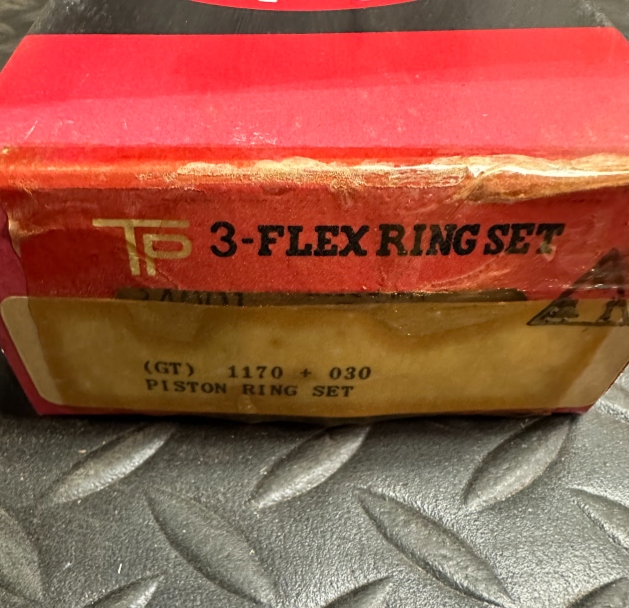 TP 3-FLEX RING SET
(GT) 1170 + 030
PISTON RING SET